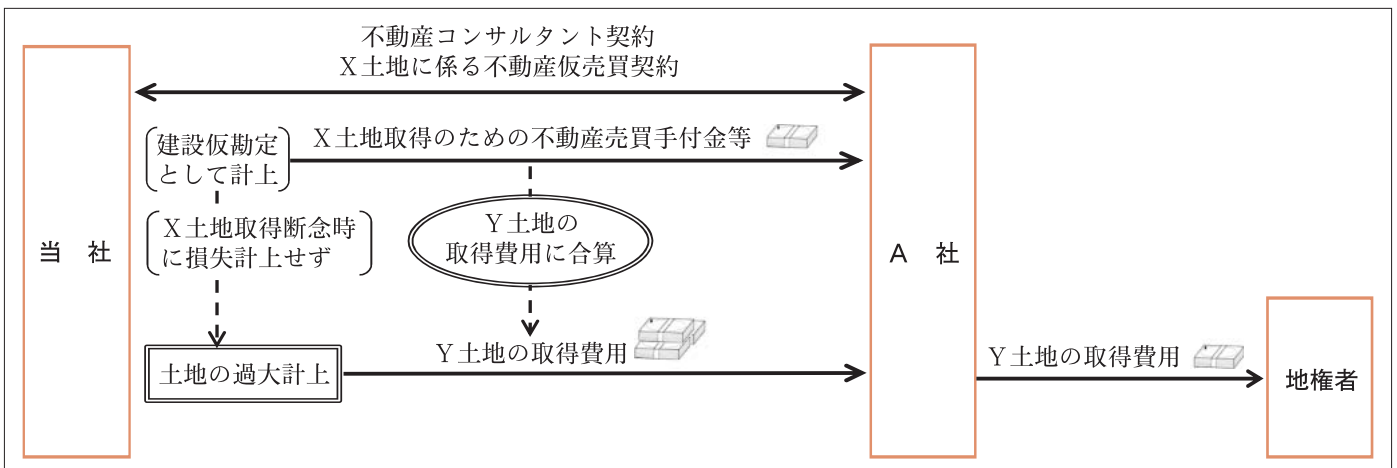 不動産コンサルタント契約
X土地に係る不動産仮売買契約
建設仮勘定
として計上
X土地取得のための不動産売買手付金等
X土地取得断念時
に損失計上せず
Y土地の
取得費用に合算
当 社
A 社
土地の過大計上
Y土地の取得費用
Y土地の取得費用
地権者